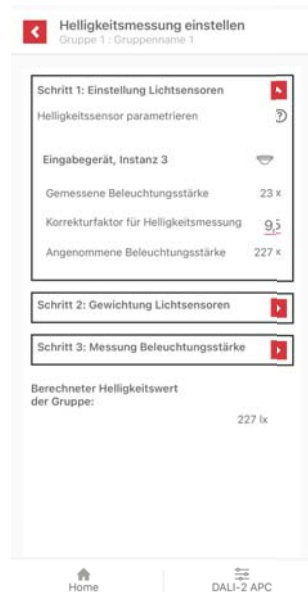 Helligkeitsmessung einstellen
Gruppe 1 : Gruppenname 1
Schritt 1: Einstellung Lichtsensoren
Helligkeitssensor parametrieren ?
Eingabegerät, Instanz 3
Gemessene Beleuchtungsstärke 23 x
Korrekturfaktor für Helligkeitmessung 9,5
Angenommene Beleuchtungsstärke 227 x
Schritt 2: Gewichtung Lichtsensoren
Schritt 3: Messung Beleuchtungsstärke
Berechneter Helligkeitswert
der Gruppe:
227 lx
Home DALI-2 APC